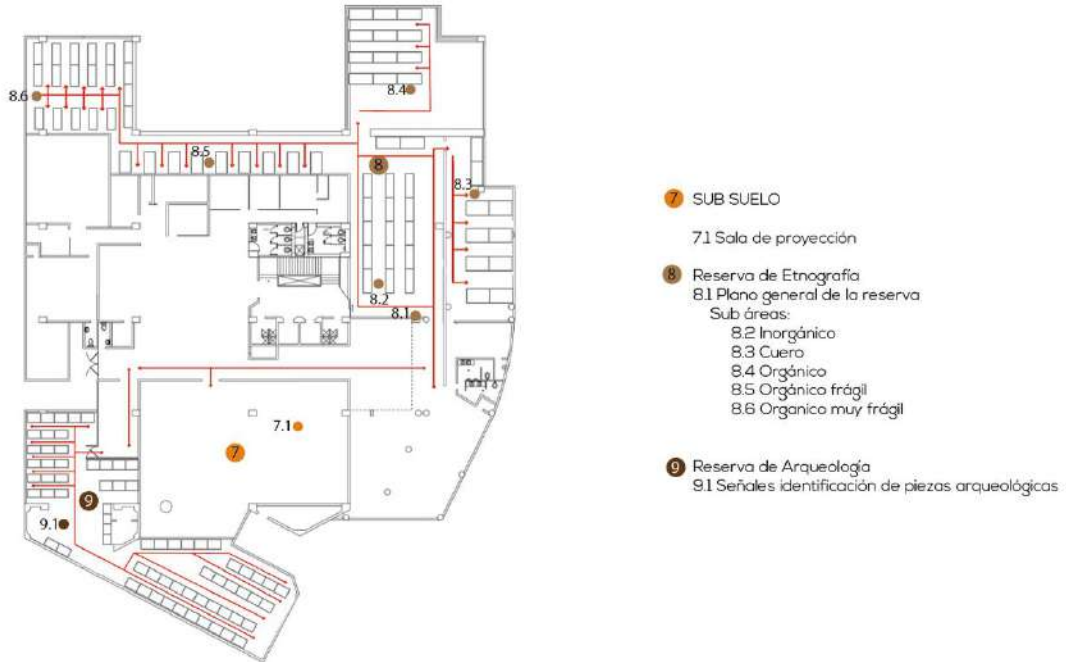 8.6
8.5
8.4
8
8.3
8.2
8.1
7.1
7
9
9.1
7 SUB SUELO
7.1 Sala de proyección
8 Reserva de Etnografía
8.1 Plano general de la reserva
Sub áreas:
8.2 Inorgánico
8.3 Cuero
8.4 Orgánico
8.5 Orgánico frágil
8.6 Organico muy frágil
9 Reserva de Arqueología
9.1 Señales identificación de piezas arqueológicas